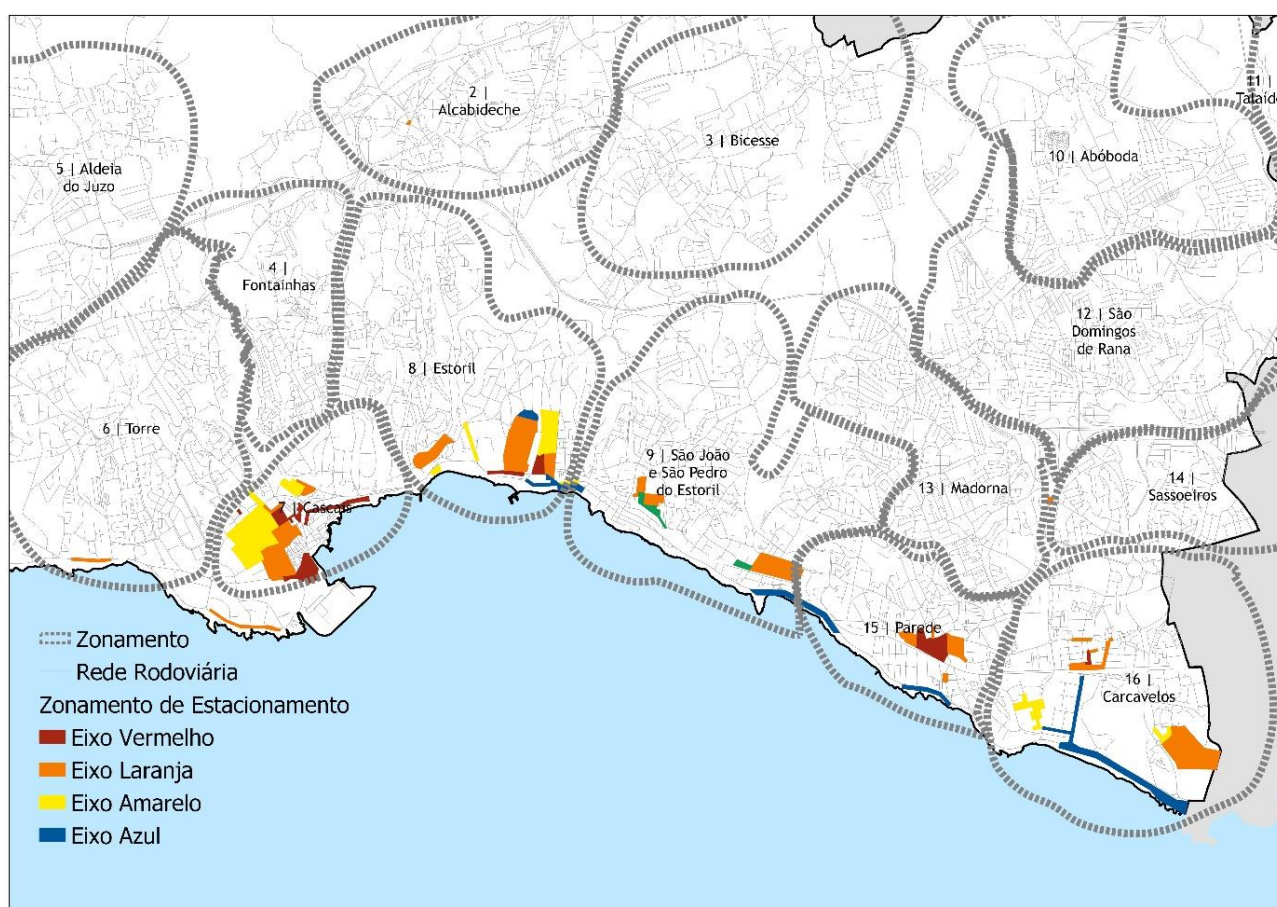 2 |
Alcabideche
11 |
3 | Bicesse
10 | Abóboda
5 | Aldeia
do Juzo
4 |
Fontainhas
12 | São
Domingos
de Rana
8 | Estoril
6 | Torre
9 | São João
e São Pedro
do Estoril
14 |
Sassoeiros
13 | Madorna
7 | Cascais
15 | Parede
16 |
Carcavelos
Zonamento
Rede Rodoviária
Zonamento de Estacionamento
Eixo Vermelho
Eixo Laranja
Eixo Amarelo
Eixo Azul